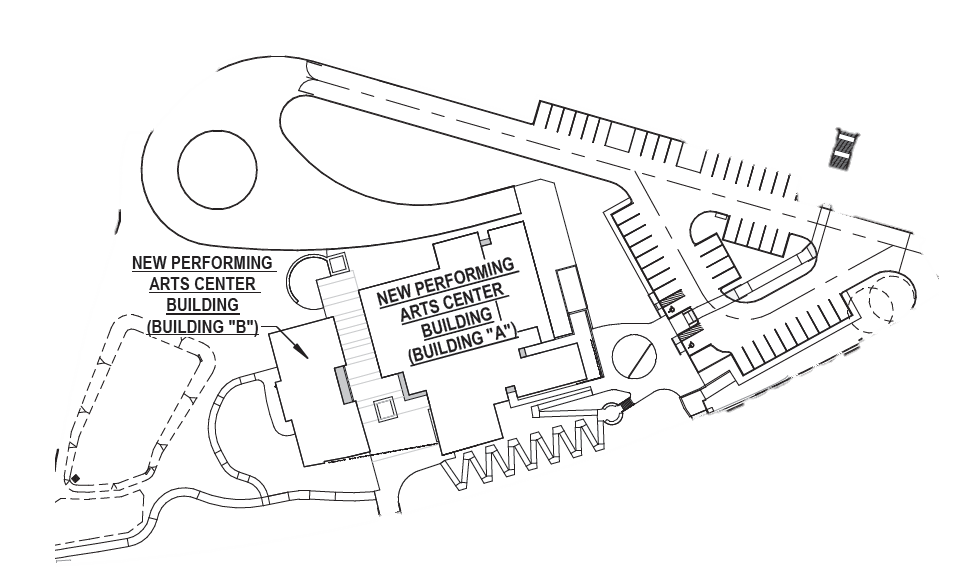 NEW PERFORMING
ARTS CENTER
BUILDING
(BUILDING "B")
NEW PERFORMING
ARTS CENTER
BUILDING
(BUILDING "A")